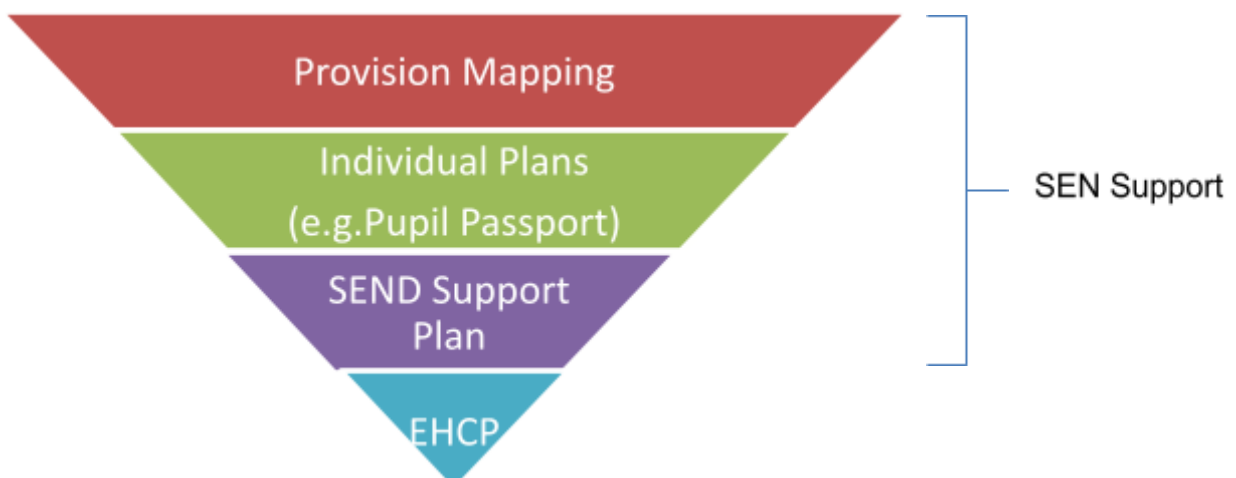 Provision Mapping
Individual Plans
(e.g.Pupil Passport)
SEN Support
SEND Support
Plan
EHCP